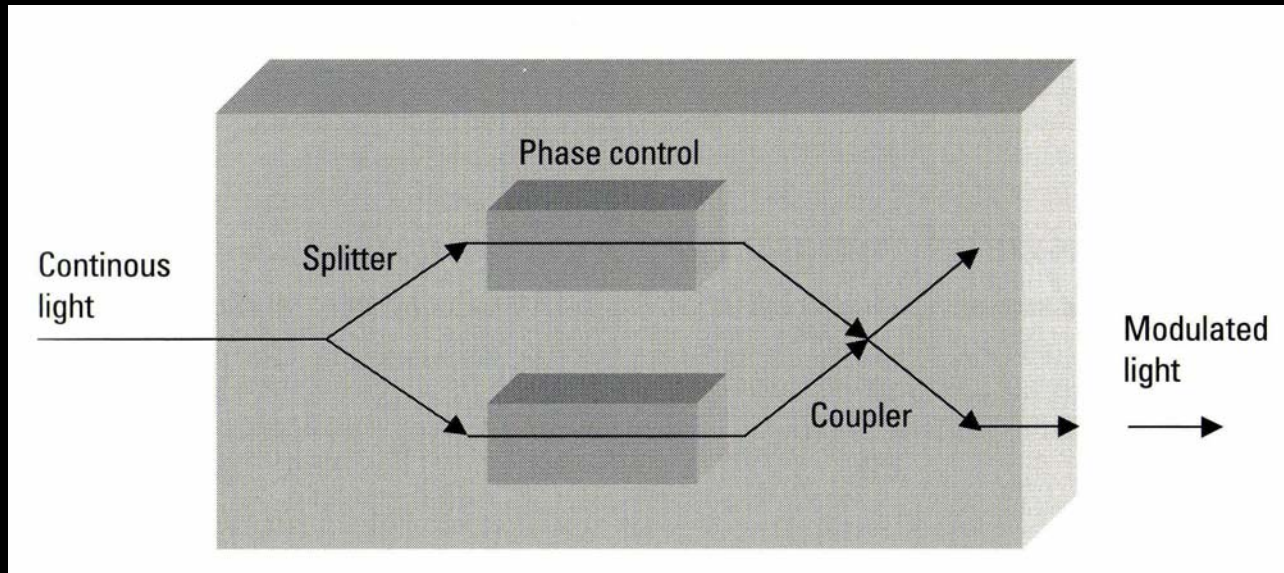 Phase control
Continous
light
Splitter
Modulated
light
Coupler